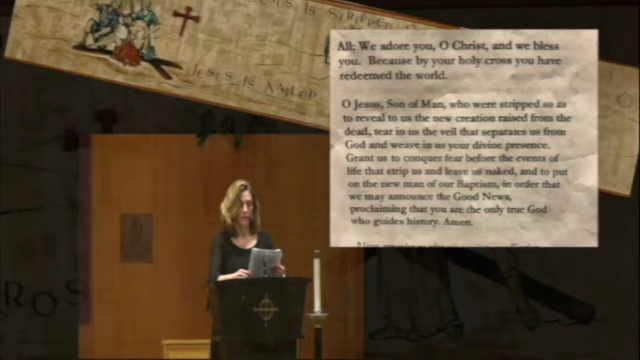 JESUS IS STRIPPED O
JESUS IS NAILED
All: We adore you, O Christ, and we bless
you. Because by your holy cross you have
redeemed the world.
O Jesus, Son of Man, who were stripped so as
to reveal to us the new creation raised from the
dead, tear in us the veil that separates us from
God and weave in us your divine presence.
Grant us to conquer fear before the events of
life that strip us and leave us naked, and to put
on the new man of our Baptism, in order that
we may announce the Good News,
proclaiming that you are the only true God
who guides history. Amen.
ROSS